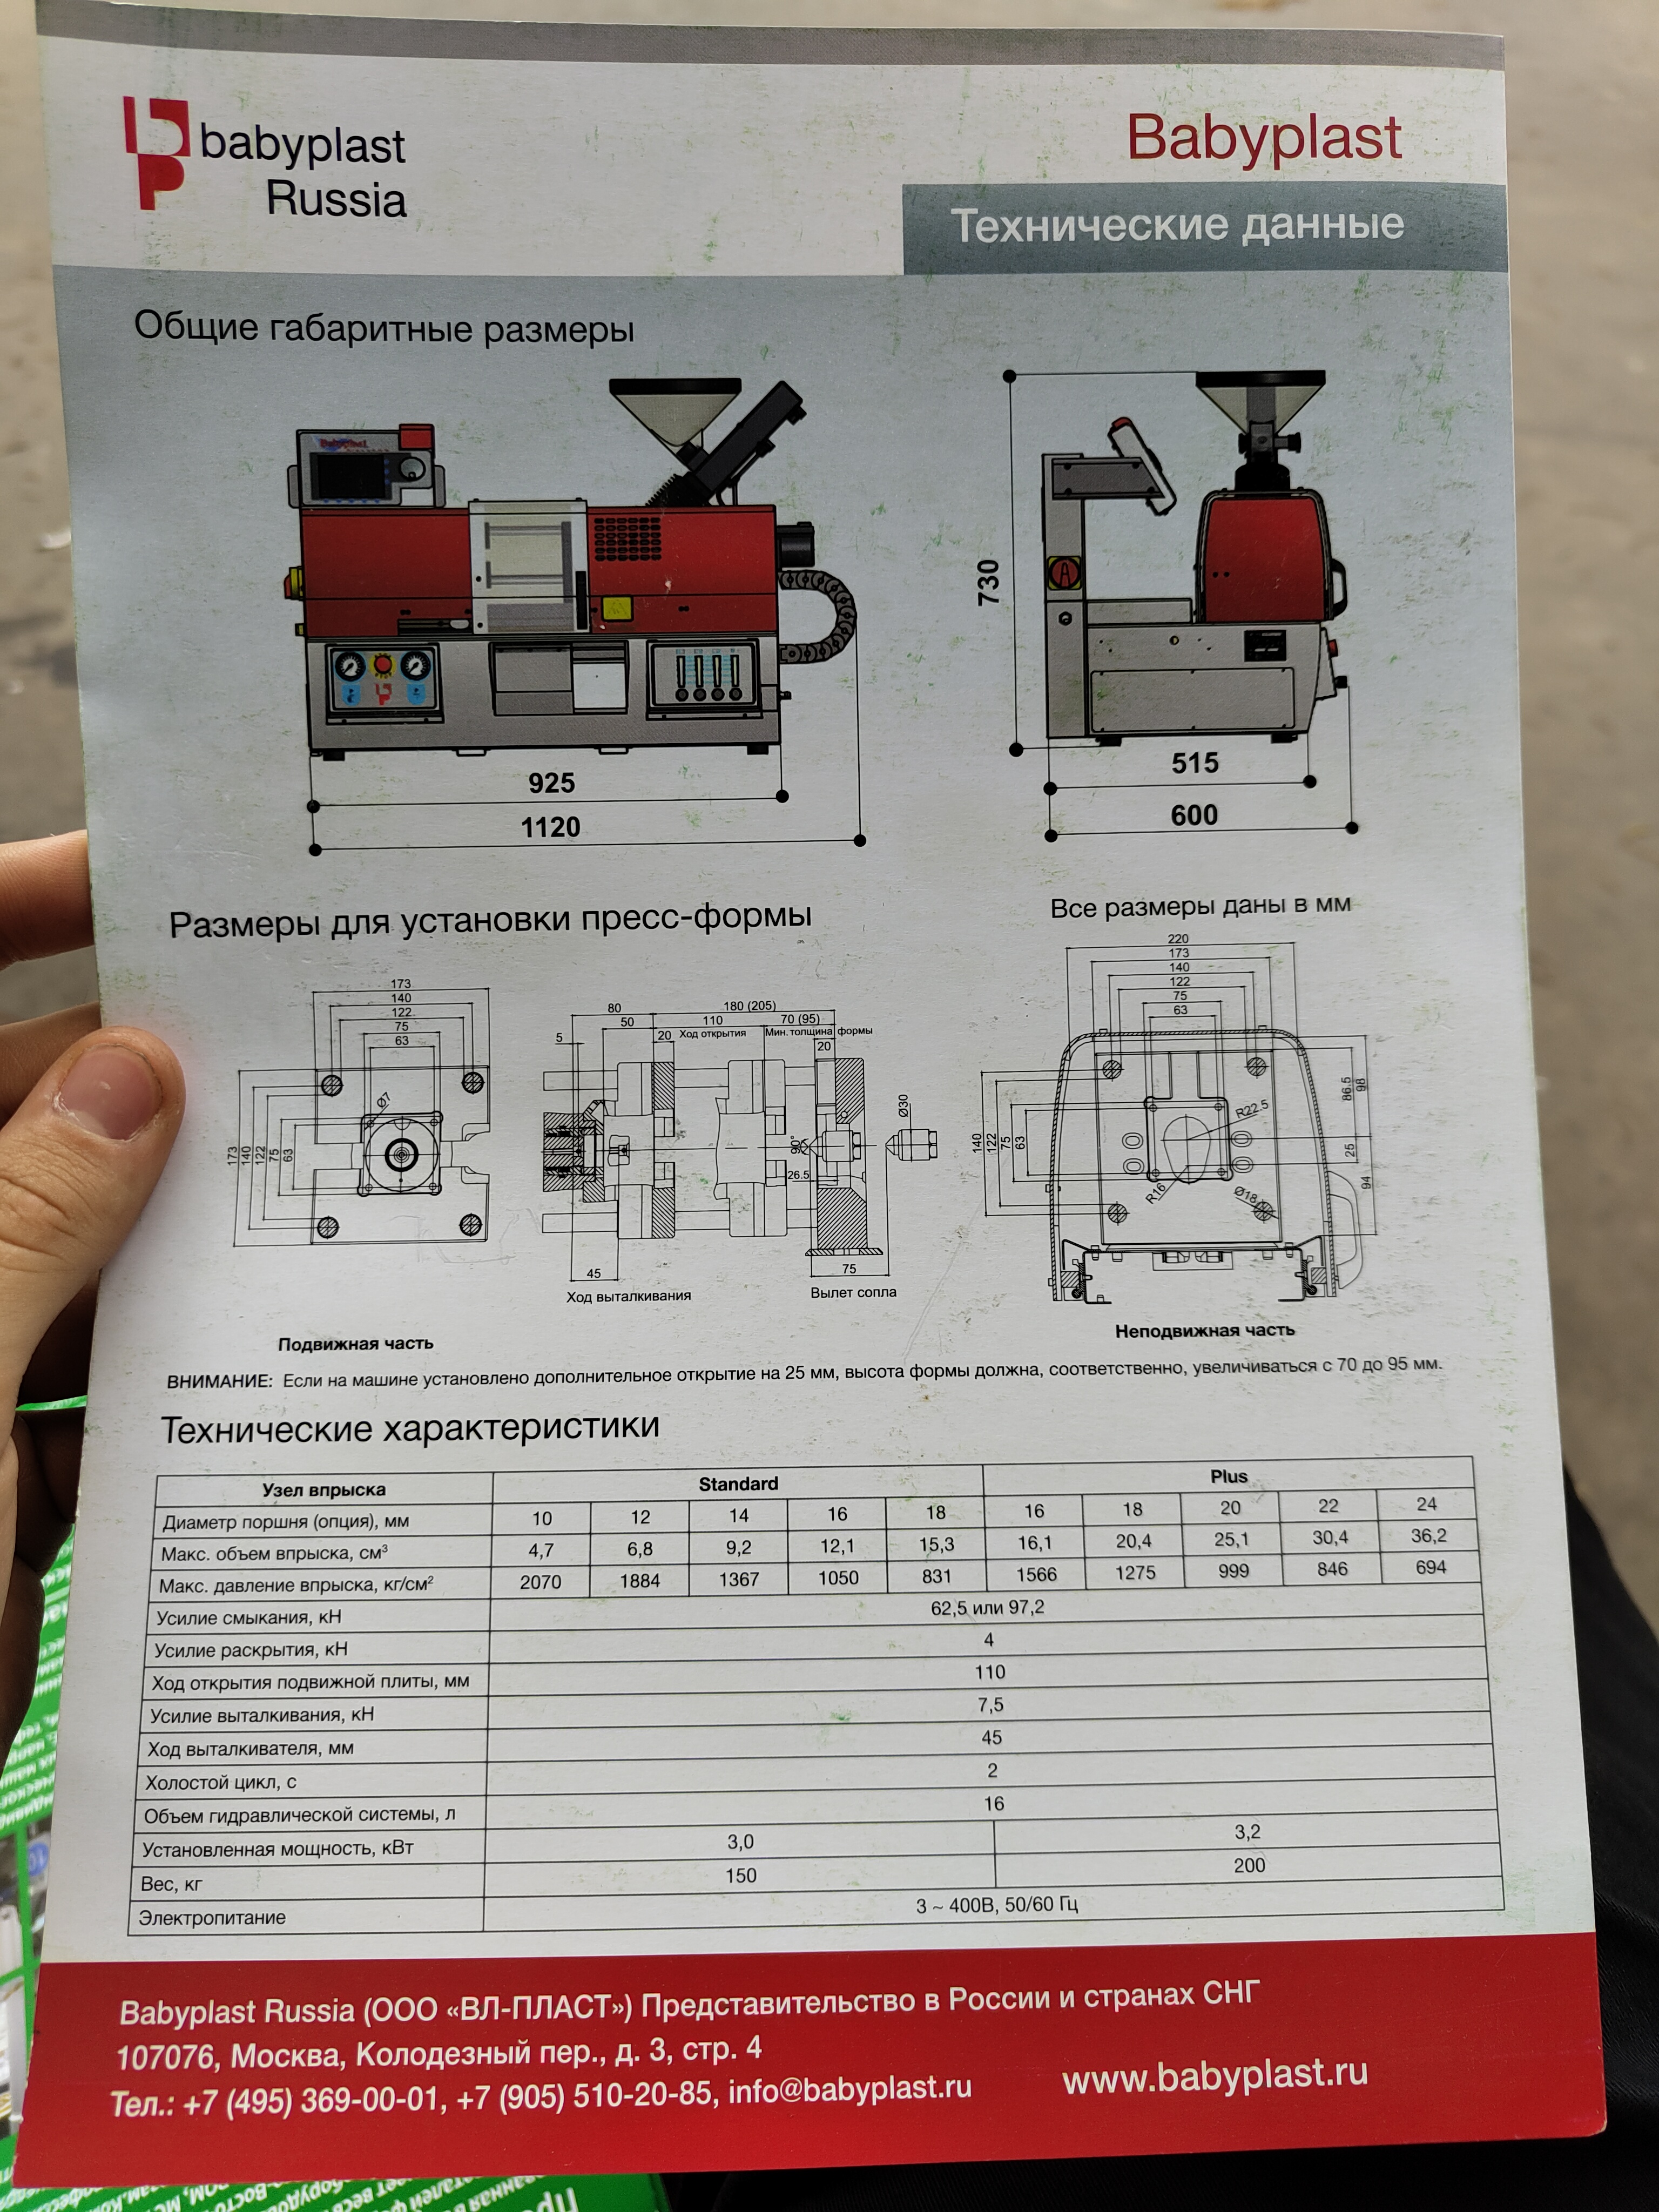 babyplast
Russia
Babyplast
Технические данные
Общие габаритные размеры
730
925
1120
515
600
Размеры для установки пресс-формы
Все размеры даны в мм
173
140
122
75
63
Ø7
173
140
122
75
63
80
180 (205)
50
110
70 (95)
5
20
Ход открытия
Мин. толщина формы
20
Ø30
90°
26.5
45
75
Ход выталкивания
Вылет сопла
220
173
140
122
75
63
86.5
98
R22.5
140
122
75
63
25
94
R16
Ø18
Подвижная часть
Неподвижная часть
ВНИМАНИЕ: Если на машине установлено дополнительное открытие на 25 мм, высота формы должна, соответственно, увеличиваться с 70 до 95 мм.
Технические характеристики
Узел впрыска Standard Plus
Диаметр поршня (опция), мм 10 12 14 16 18 16 18 20 22 24
Макс. объем впрыска, см³ 4,7 6,8 9,2 12,1 15,3 16,1 20,4 25,1 30,4 36,2
Макс. давление впрыска, кг/см² 2070 1884 1367 1050 831 1566 1275 999 846 694
Усилие смыкания, кН 62,5 или 97,2
Усилие раскрытия, кН 4
Ход открытия подвижной плиты, мм 110
Усилие выталкивания, кН 7,5
Ход выталкивателя, мм 45
Холостой цикл, с 2
Объем гидравлической системы, л 16
Установленная мощность, кВт 3,0 3,2
Вес, кг 150 200
Электропитание 3 ~ 400В, 50/60 Гц
Babyplast Russia (ООО «ВЛ-ПЛАСТ») Представительство в России и странах СНГ
107076, Москва, Колодезный пер., д. 3, стр. 4
Тел.: +7 (495) 369-00-01, +7 (905) 510-20-85, info@babyplast.ru
www.babyplast.ru